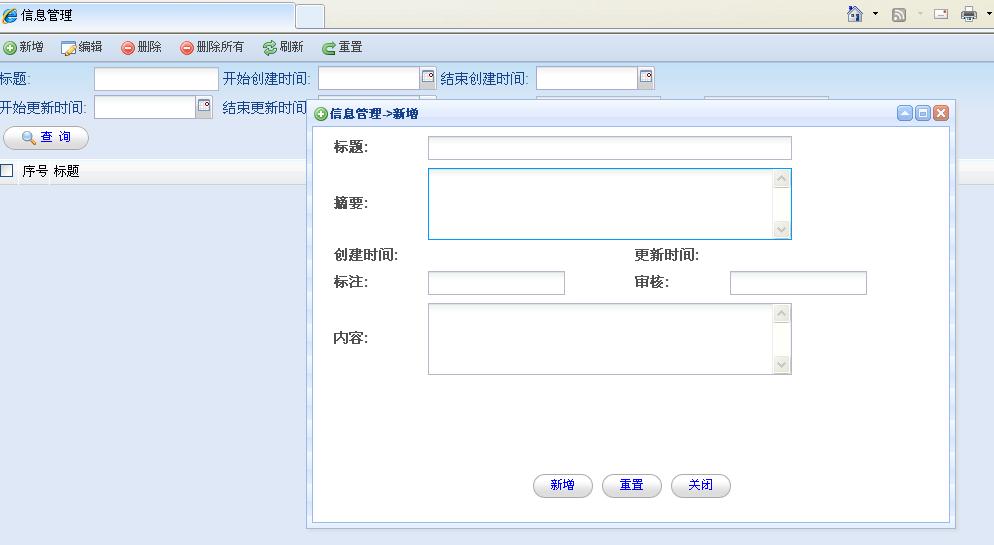 信息管理
新增 编辑 删除 删除所有 刷新 重置
标题: 开始创建时间: 结束创建时间:
开始更新时间: 结束更新时间
查 询
序号 标题
信息管理->新增
标题:
摘要:
创建时间: 更新时间:
标注: 审核:
内容:
新增 重置 关闭